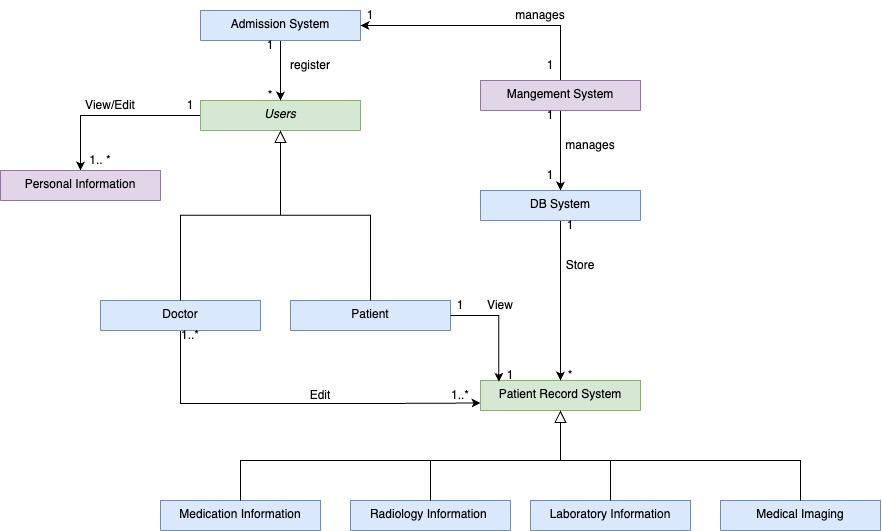 1
manages
Admission System
1
register
1
Mangement System
*
1
View/Edit
1
Users
manages
1.. *
1
Personal Information
DB System
1
Store
1
View
Doctor
Patient
1..*
1
*
Edit
1..*
Patient Record System
Medication Information
Radiology Information
Laboratory Information
Medical Imaging